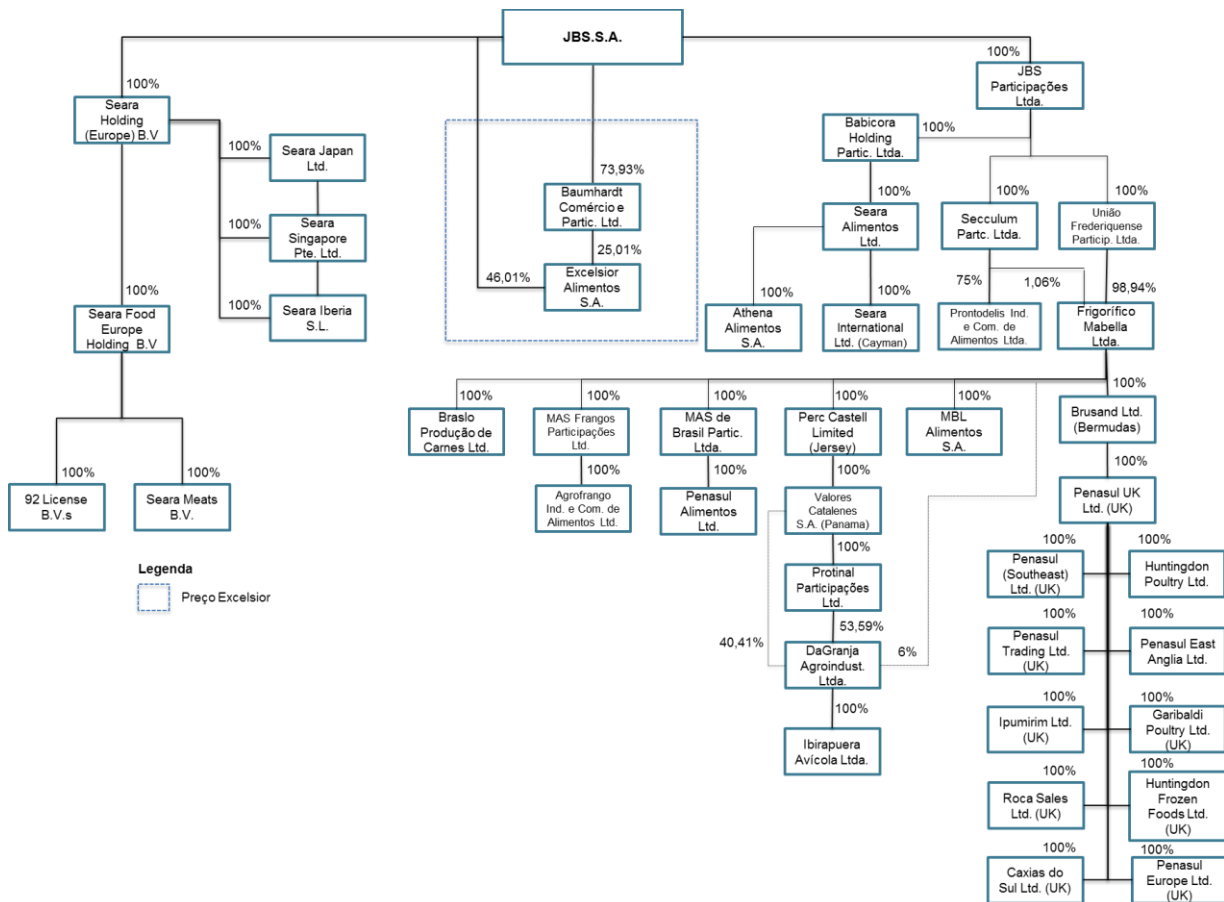 JBS.S.A.
100%
100%
Seara
Holding
(Europe) B.V
JBS
Participações
Ltda.
Babicora
Holding
Partic. Ltda.
100%
100%
Seara Japan
Ltd.
73,93%
100%
100%
100%
Baumhardt
Comércio e
Partic. Ltd.
Seara
Alimentos
Ltd.
Secculum
Partc. Ltda.
União
Frederiquense
Particip. Ltda.
100%
Seara
Singapore
Pte. Ltd.
25,01%
46,01%
Excelsior
Alimentos
S.A.
75%
1,06%
98,94%
100%
100%
Seara Food
Europe
Holding B.V
100%
Seara Iberia
S.L.
100%
Athena
Alimentos
S.A.
Seara
International
Ltd. (Cayman)
Prontodelis Ind.
e Com. de
Alimentos Ltda.
Frigorífico
Mabella
Ltda.
100%
100%
100%
100%
100%
100%
Braslo
Produção de
Carnes Ltd.
MAS Frangos
Participações
Ltd.
MAS de
Brasil Partic.
Ltda.
Perc Castell
Limited
(Jersey)
MBL
Alimentos
S.A.
Brusand Ltd.
(Bermudas)
100%
100%
100%
100%
100%
100%
92 License
B.V.s
Seara Meats
B.V.
Agrofrango
Ind. e Com. de
Alimentos Ltd.
Penasul
Alimentos
Ltd.
Valores
Catalenes
S.A. (Panama)
Penasul UK
Ltd. (UK)
100%
100%
100%
Legenda
Preço Excelsior
Protinal
Participações
Ltd.
Penasul
(Southeast)
Ltd. (UK)
Huntingdon
Poultry Ltd.
53,59%
100%
100%
40,41%
DaGranja
Agroindust.
Ltda.
6%
Penasul
Trading Ltd.
(UK)
Penasul East
Anglia Ltd.
100%
100%
100%
Ibirapuera
Avícola Ltda.
Ipumirim Ltd.
(UK)
Garibaldi
Poultry Ltd.
(UK)
100%
100%
Roca Sales
Ltd. (UK)
Huntingdon
Frozen
Foods Ltd.
(UK)
100%
100%
Caxias do
Sul Ltd. (UK)
Penasul
Europe Ltd.
(UK)